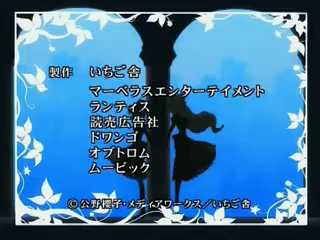 製作　いちご舎
マーベラスエンターテイメント
ランティス
読売広告社
ドワンゴ
オプトロム
ムービック
© 公野櫻子・メディアワークス／いちご舎